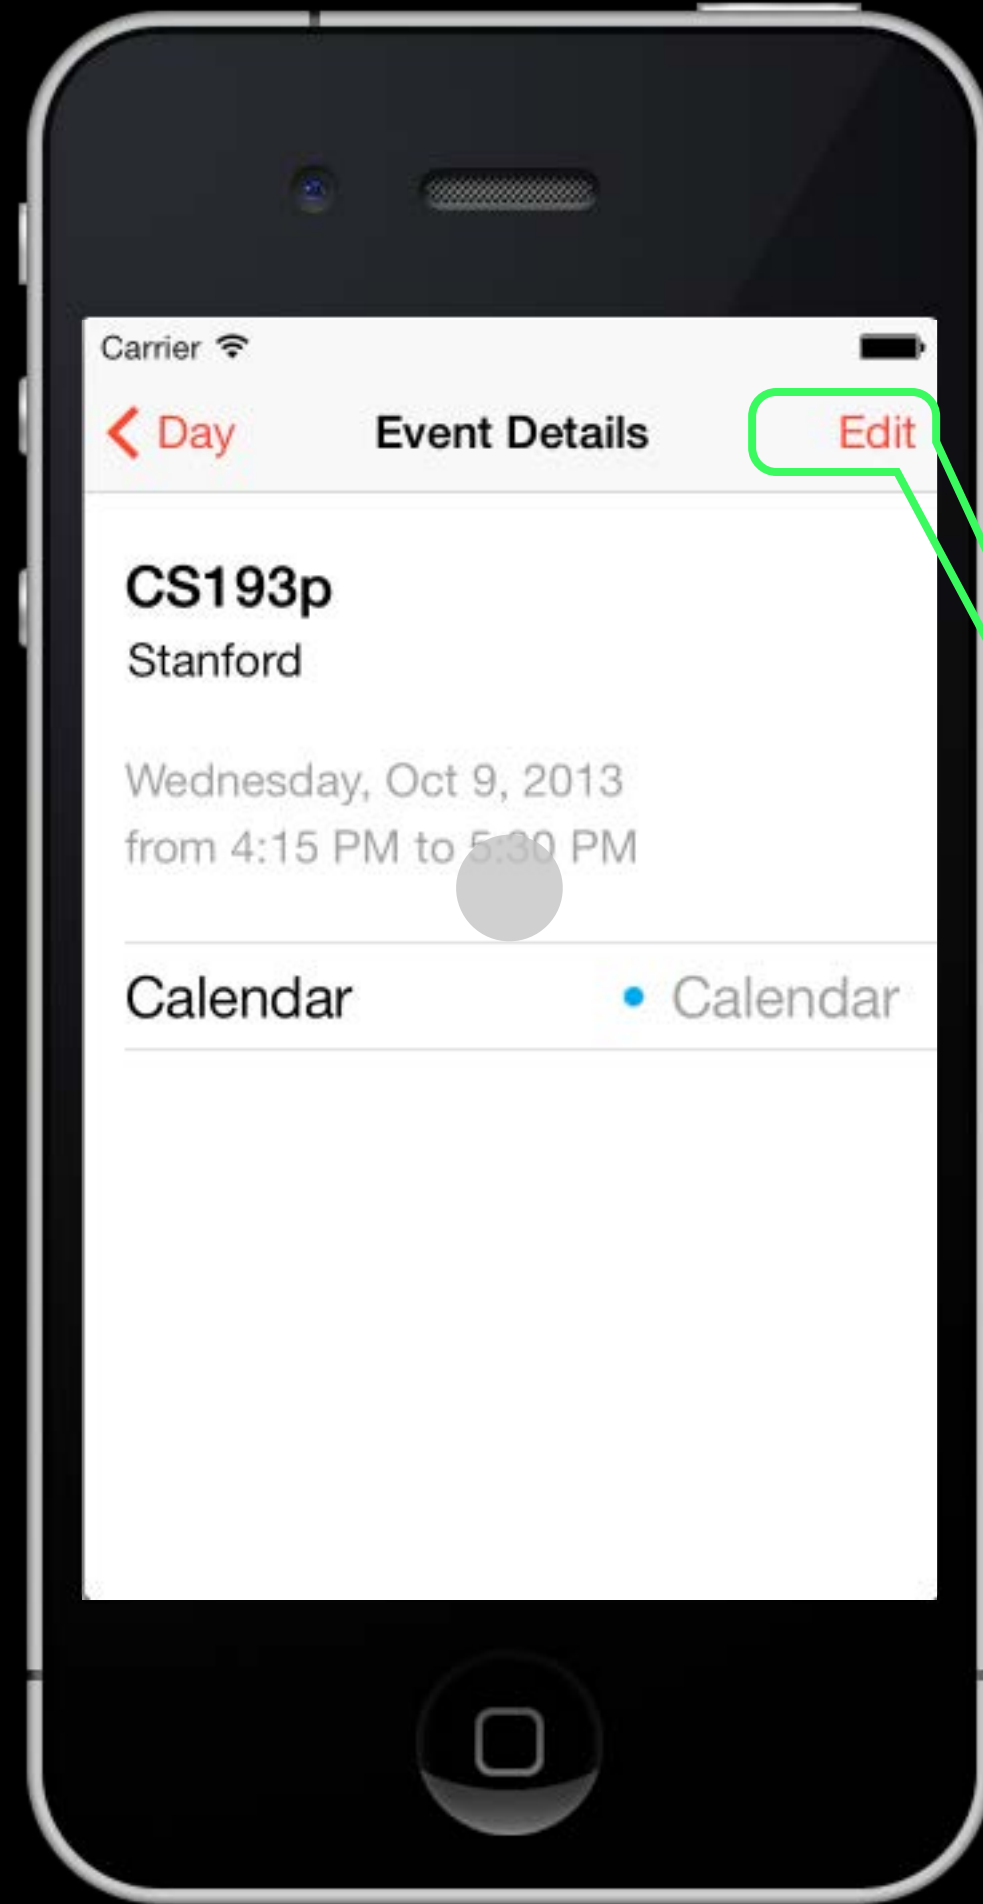 Carrier
Day Event Details Edit
CS193p
Stanford
Wednesday, Oct 9, 2013
from 4:15 PM to 5:30 PM
Calendar Calendar